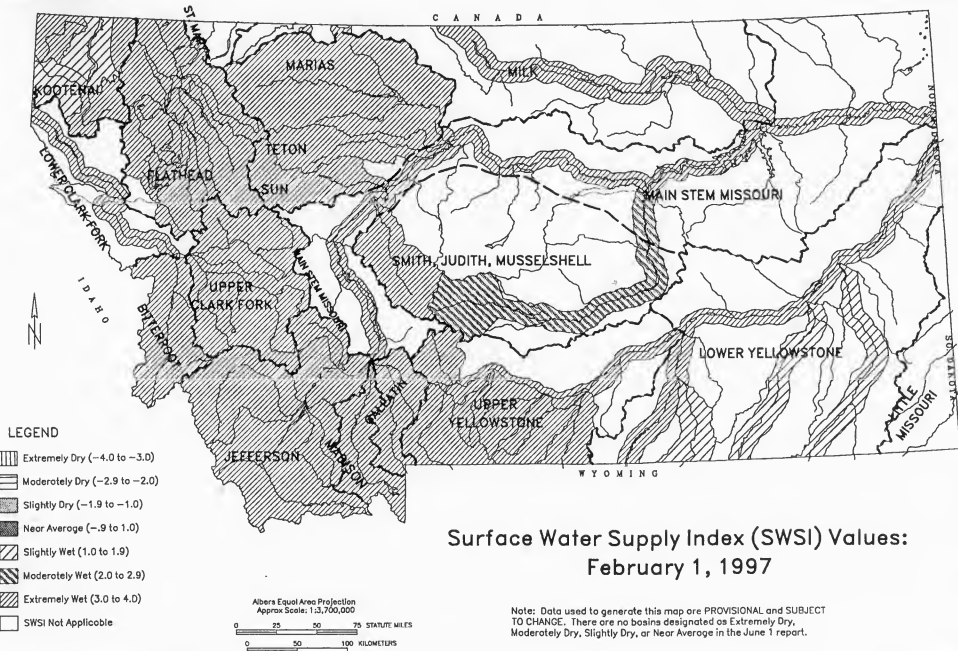 C A N A D A
ST MARY
KOOTENAI
MARIAS
MILK
NORTH DAKOTA
TETON
LOWER CLARK FORK
FLATHEAD
SUN
MAIN STEM MISSOURI
SMITH, JUDITH, MUSSELSHELL
MAIN STEM MISSOURI
UPPER
CLARK FORK
I D A H O
N
BITTERROOT
LOWER YELLOWSTONE
SO. DAKOTA
GALLATIN
UPPER
YELLOWSTONE
LITTLE
MISSOURI
JEFFERSON
MADISON
W Y O M I N G
LEGEND
Extremely Dry (-4.0 to -3.0)
Moderately Dry (-2.9 to -2.0)
Slightly Dry (-1.9 to -1.0)
Near Average (-.9 to 1.0)
Slightly Wet (1.0 to 1.9)
Moderately Wet (2.0 to 2.9)
Extremely Wet (3.0 to 4.0)
SWSI Not Applicable
Surface Water Supply Index (SWSI) Values:
February 1, 1997
Albers Equal Area Projection
Approx Scale: 1:3,700,000
0 25 50 75 STATUTE MILES
0 50 100 KILOMETERS
Note: Data used to generate this map are PROVISIONAL and SUBJECT
TO CHANGE. There are no basins designated as Extremely Dry,
Moderately Dry, Slightly Dry, or Near Average in the June 1 report.